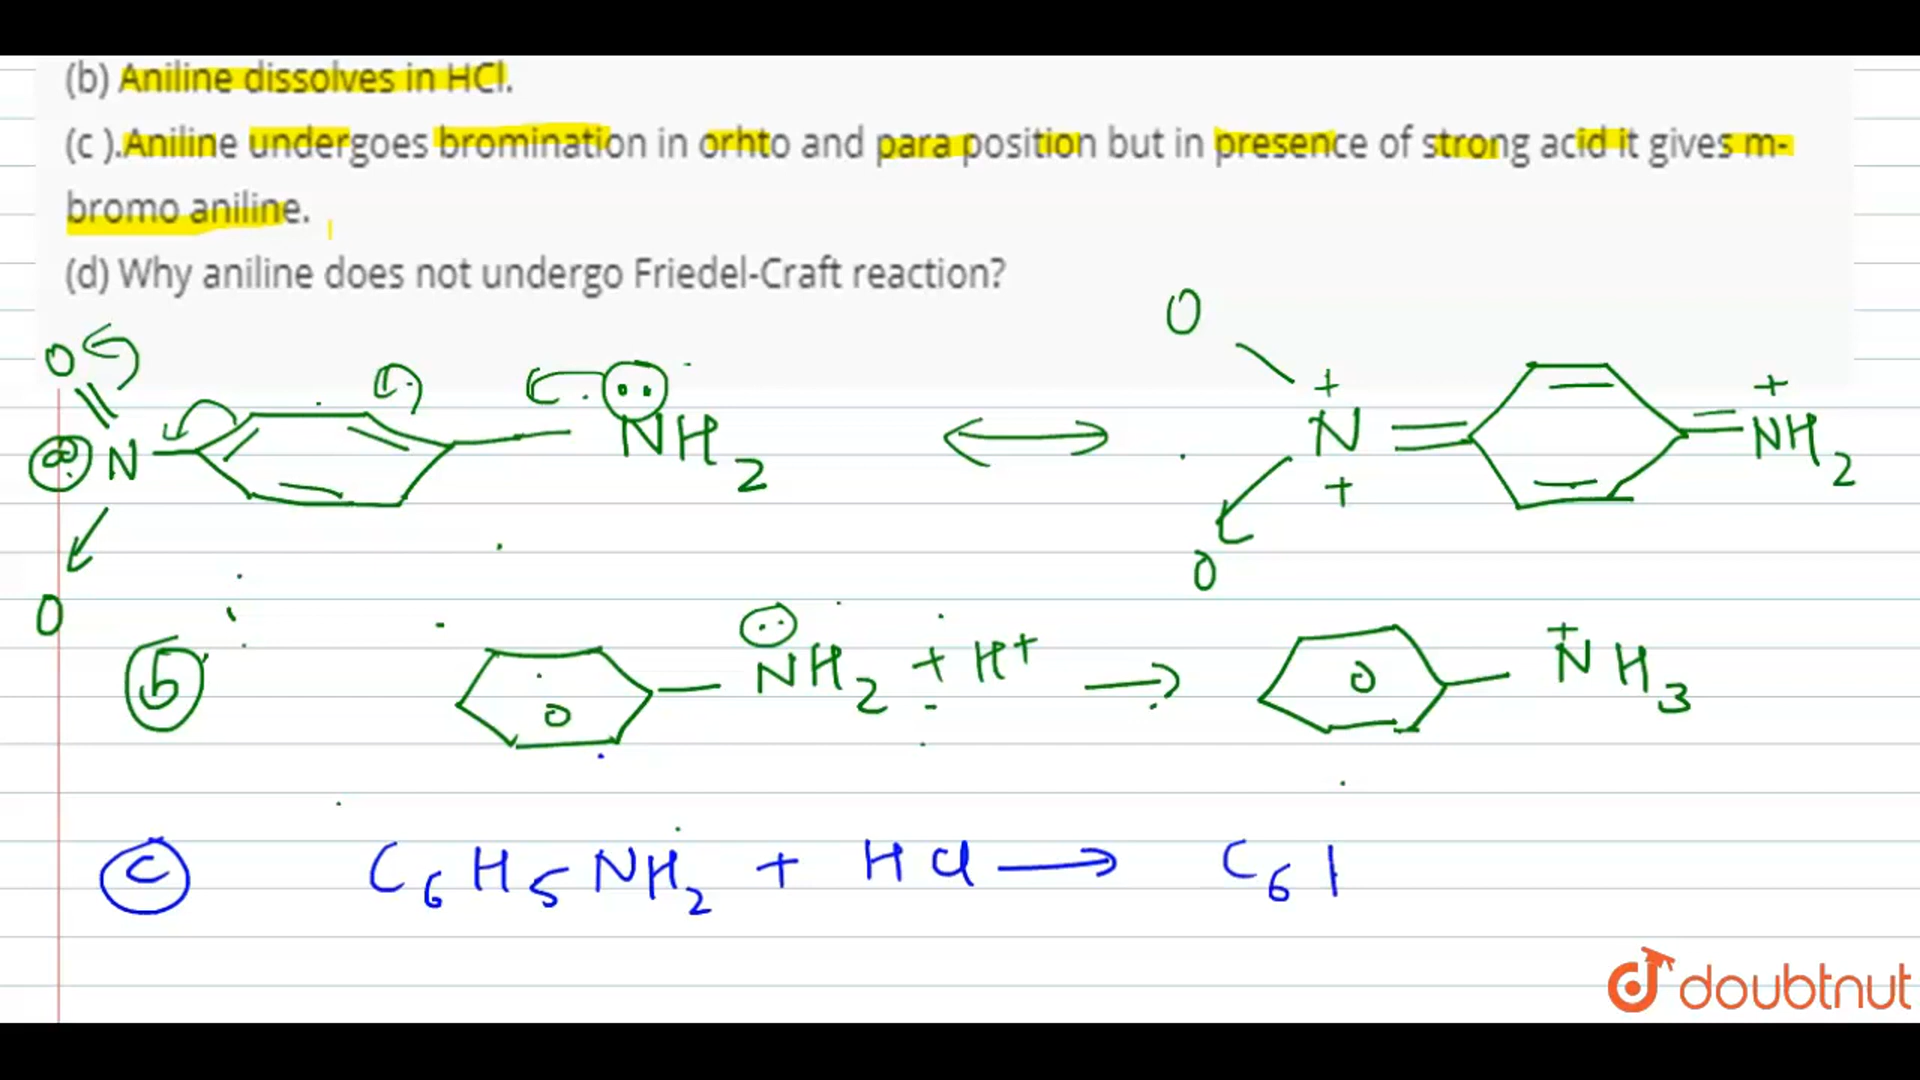 (b) Aniline dissolves in HCl.
(c ).Aniline undergoes bromination in orhto and para position but in presence of strong acid it gives m-
bromo aniline.
(d) Why aniline does not undergo Friedel-Craft reaction?
O N O NH2 ⟷ O + N + O + NH2
b NH2 + H+ → +NH3
c C6H5NH2 + HCl → C6
doubtnut